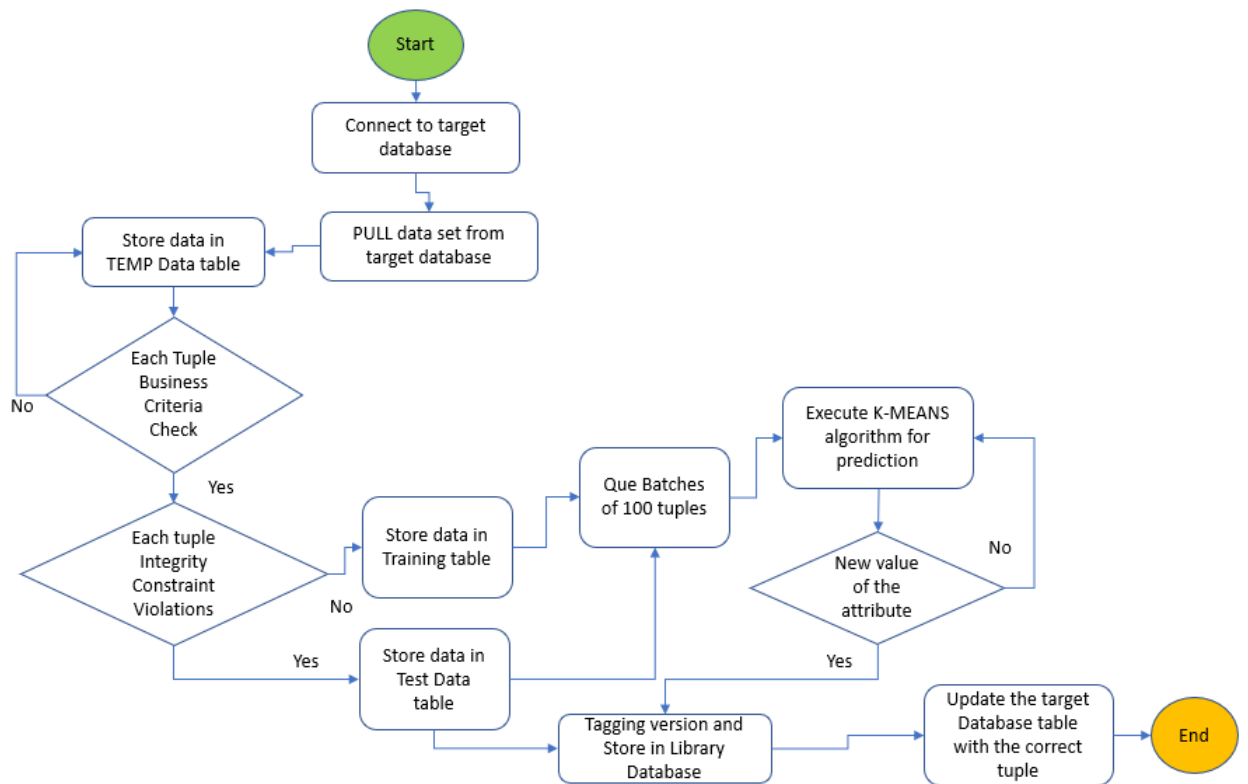 Start
Connect to target
database
PULL data set from
target database
Store data in
TEMP Data table
Each Tuple
Business
Criteria
Check
No
Yes
Each tuple
Integrity
Constraint
Violations
No
Yes
Store data in
Training table
Store data in
Test Data
table
Que Batches
of 100 tuples
Execute K-MEANS
algorithm for
prediction
New value
of the
attribute
No
Yes
Tagging version and
Store in Library
Database
Update the target
Database table
with the correct
tuple
End